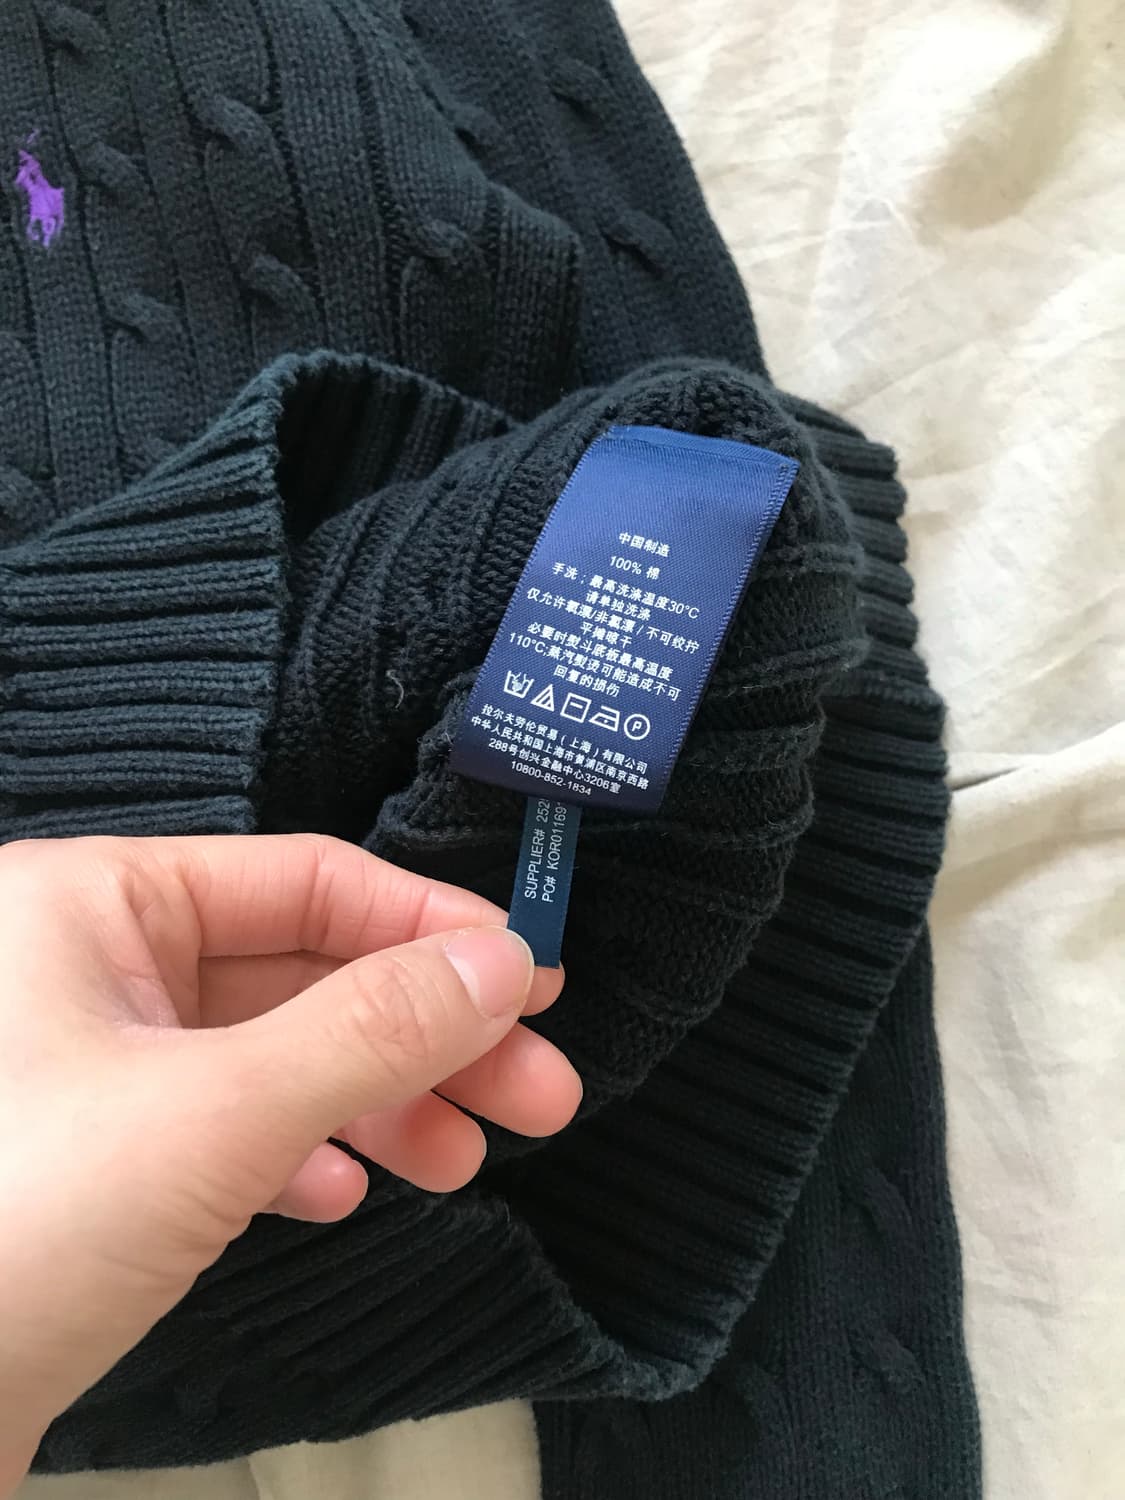 中国制造
100% 棉
手洗；最高洗涤温度30°C
请单独洗涤
仅允许氧漂/非氯漂 / 不可绞拧
平摊晾干
必要时熨斗底板最高温度
110°C;蒸汽熨烫可能造成不可
回复的损伤
P
拉尔夫劳伦贸易（上海）有限公司
中华人民共和国上海市黄浦区南京西路
288号创兴金融中心3206室
10800-852-1834
SUPPLIER# 252
PO# KOR01169